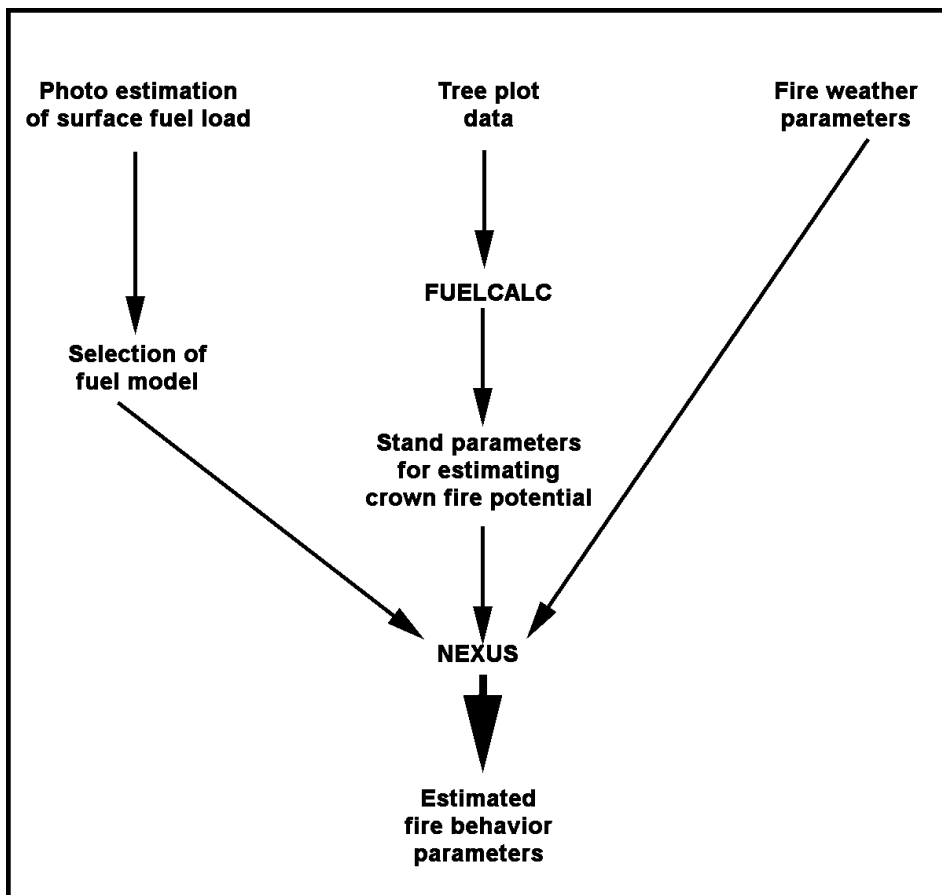 Photo estimation
of surface fuel load
Tree plot
data
Fire weather
parameters
FUELCALC
Selection of
fuel model
Stand parameters
for estimating
crown fire potential
NEXUS
Estimated
fire behavior
parameters